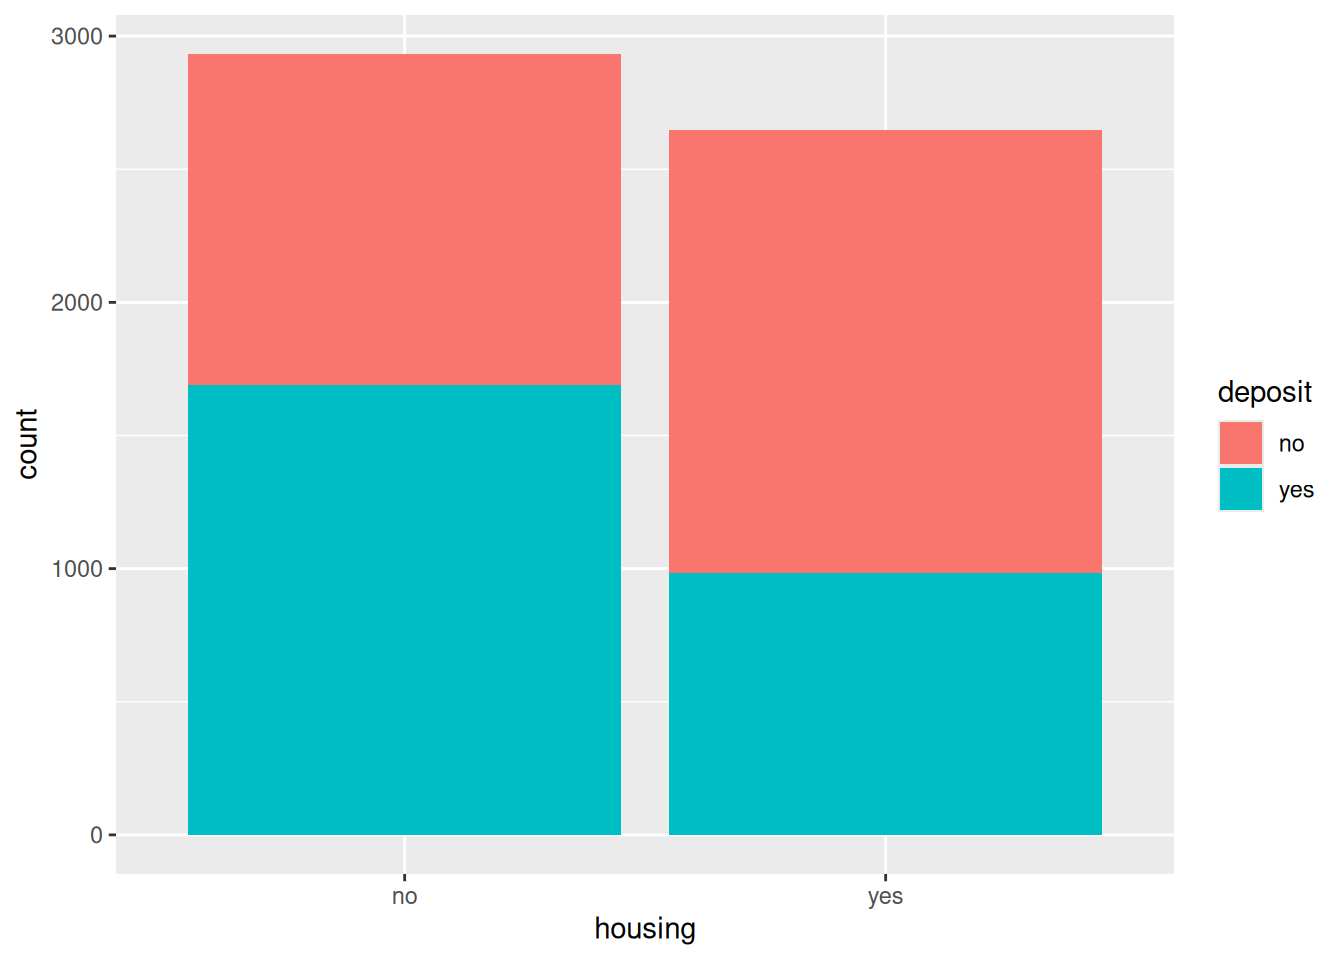 3000
2000
1000
0
count
no
yes
housing
deposit
no
yes